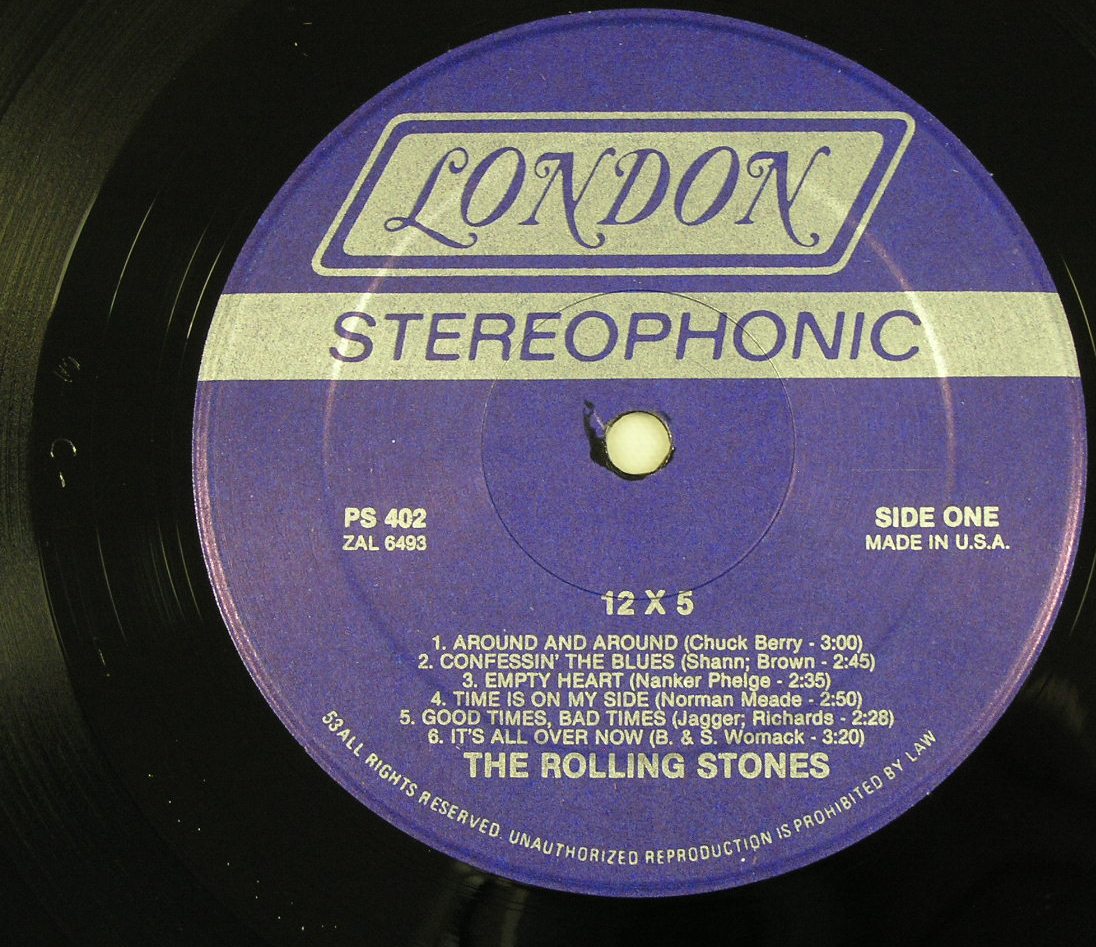 LONDON
STEREOPHONIC
PS 402
ZAL 6493
SIDE ONE
MADE IN U.S.A.
12 X 5
1. AROUND AND AROUND (Chuck Berry - 3:00)
2. CONFESSIN' THE BLUES (Shann; Brown - 2:45)
3. EMPTY HEART (Nanker Phelge - 2:35)
4. TIME IS ON MY SIDE (Norman Meade - 2:50)
5. GOOD TIMES, BAD TIMES (Jagger; Richards - 2:28)
6. IT'S ALL OVER NOW (B. & S. Womack - 3:20)
THE ROLLING STONES
53 ALL RIGHTS RESERVED. UNAUTHORIZED REPRODUCTION IS PROHIBITED BY LAW